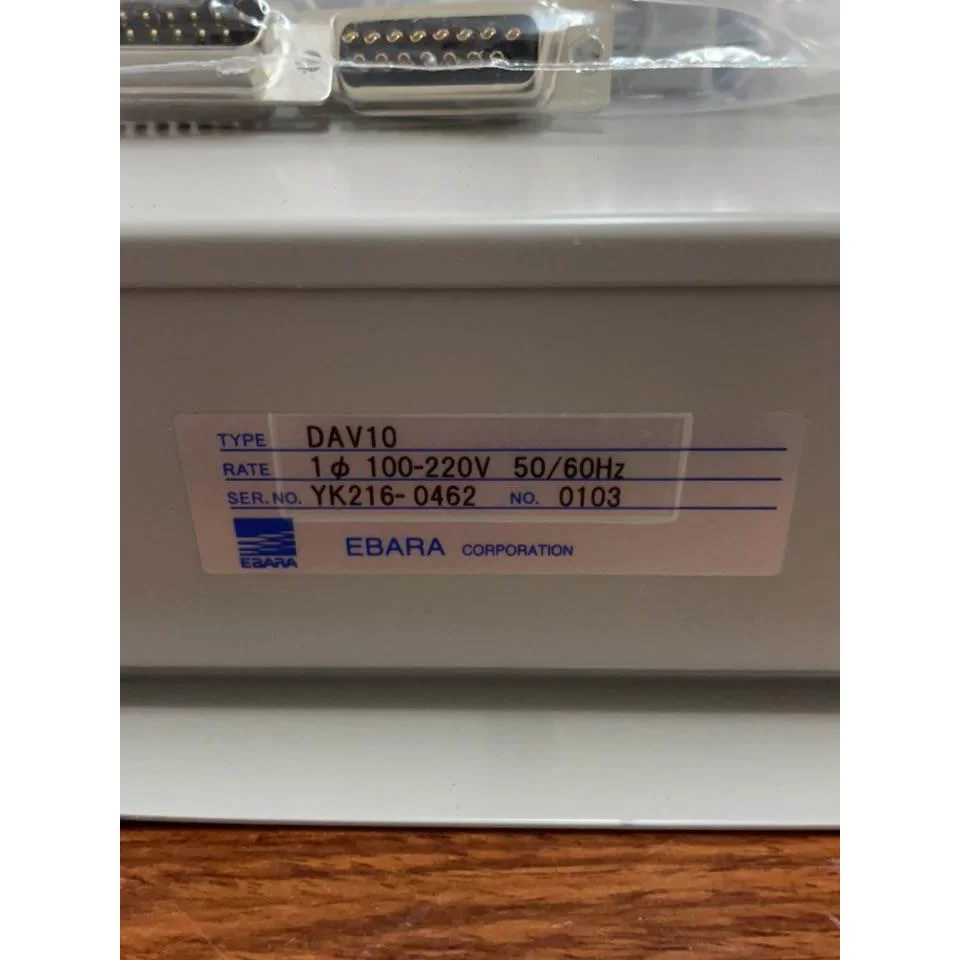 TYPE DAV10
RATE 1φ 100-220V 50/60Hz
SER.NO. YK216-0462 NO. 0103
EBARA EBARA CORPORATION